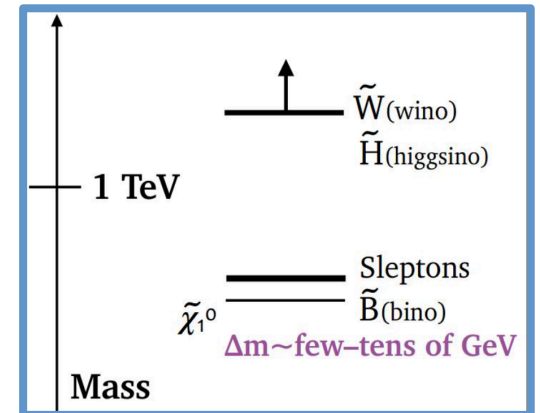 W̃(wino)
H̃(higgsino)
1 TeV
Sleptons
χ̃₁⁰
B̃(bino)
Δm~few–tens of GeV
Mass